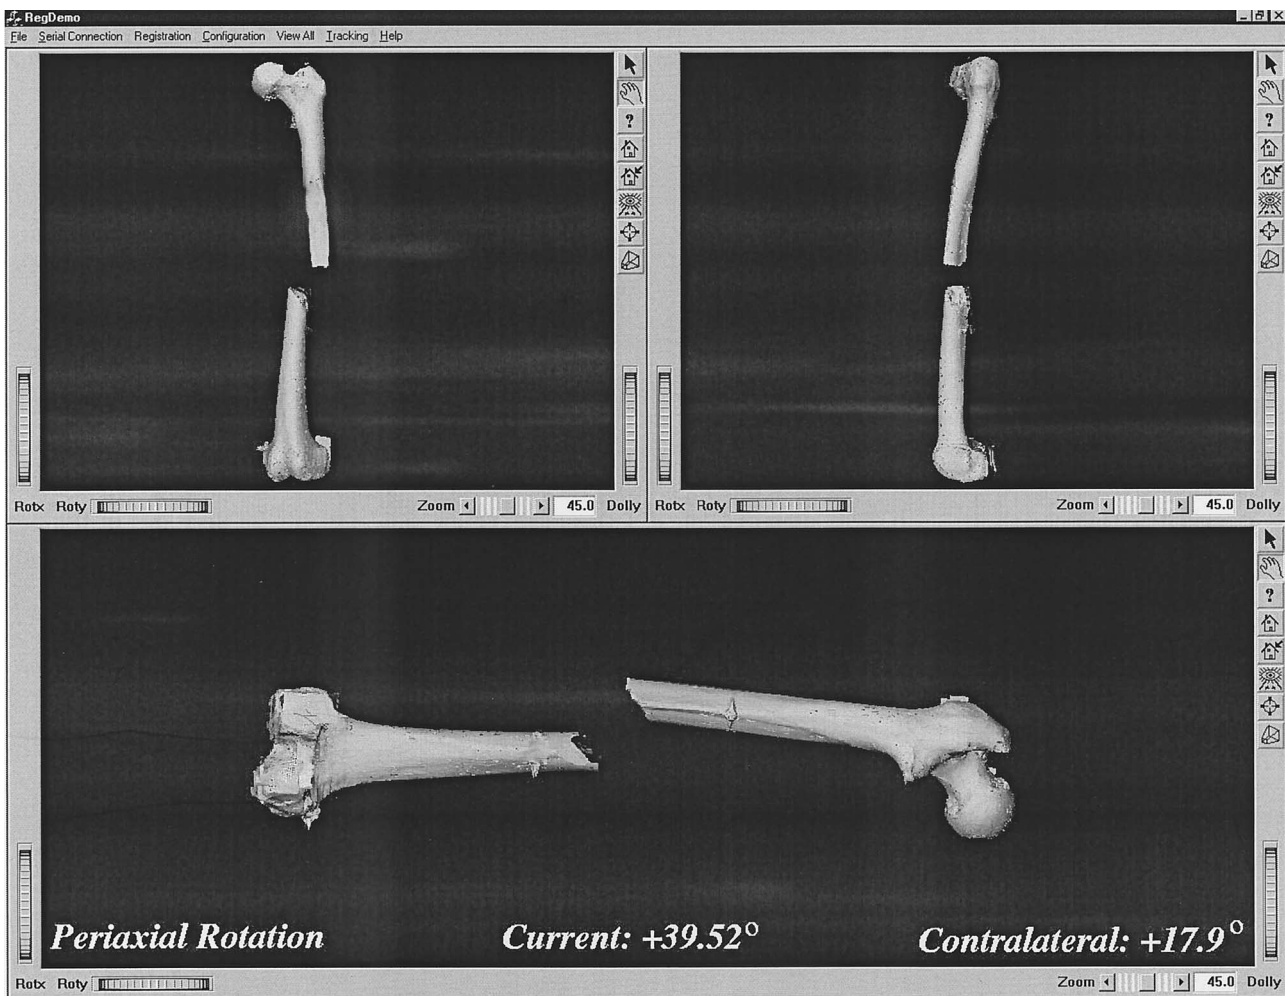 RegDemo
File Serial Connection Registration Configuration View All Tracking Help
?
?
Rotx Roty Zoom 45.0 Dolly
Rotx Roty Zoom 45.0 Dolly
?
Periaxial Rotation Current: +39.52° Contralateral: +17.9°
Rotx Roty Zoom 45.0 Dolly